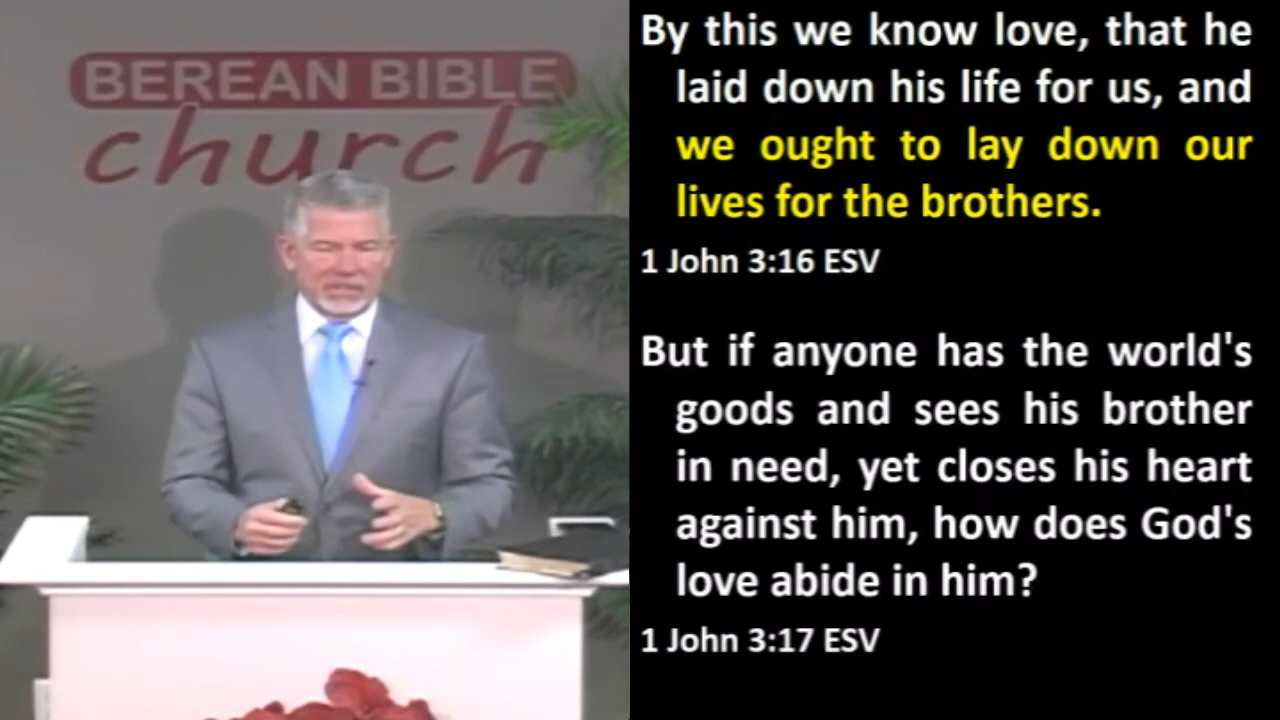 BEREAN BIBLE
church
By this we know love, that he
laid down his life for us, and
we ought to lay down our
lives for the brothers.
1 John 3:16 ESV
But if anyone has the world's
goods and sees his brother
in need, yet closes his heart
against him, how does God's
love abide in him?
1 John 3:17 ESV